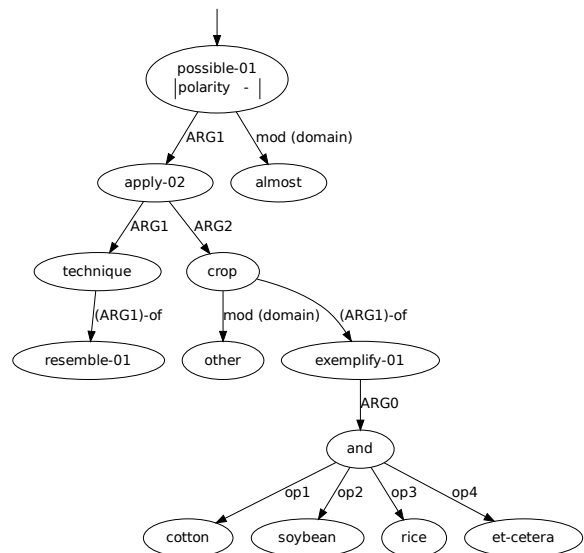 possible-01
polarity -
ARG1 mod (domain)
apply-02 almost
ARG1 ARG2
technique crop
(ARG1)-of mod (domain) (ARG1)-of
resemble-01 other exemplify-01
ARG0
and
op1 op2 op3 op4
cotton soybean rice et-cetera